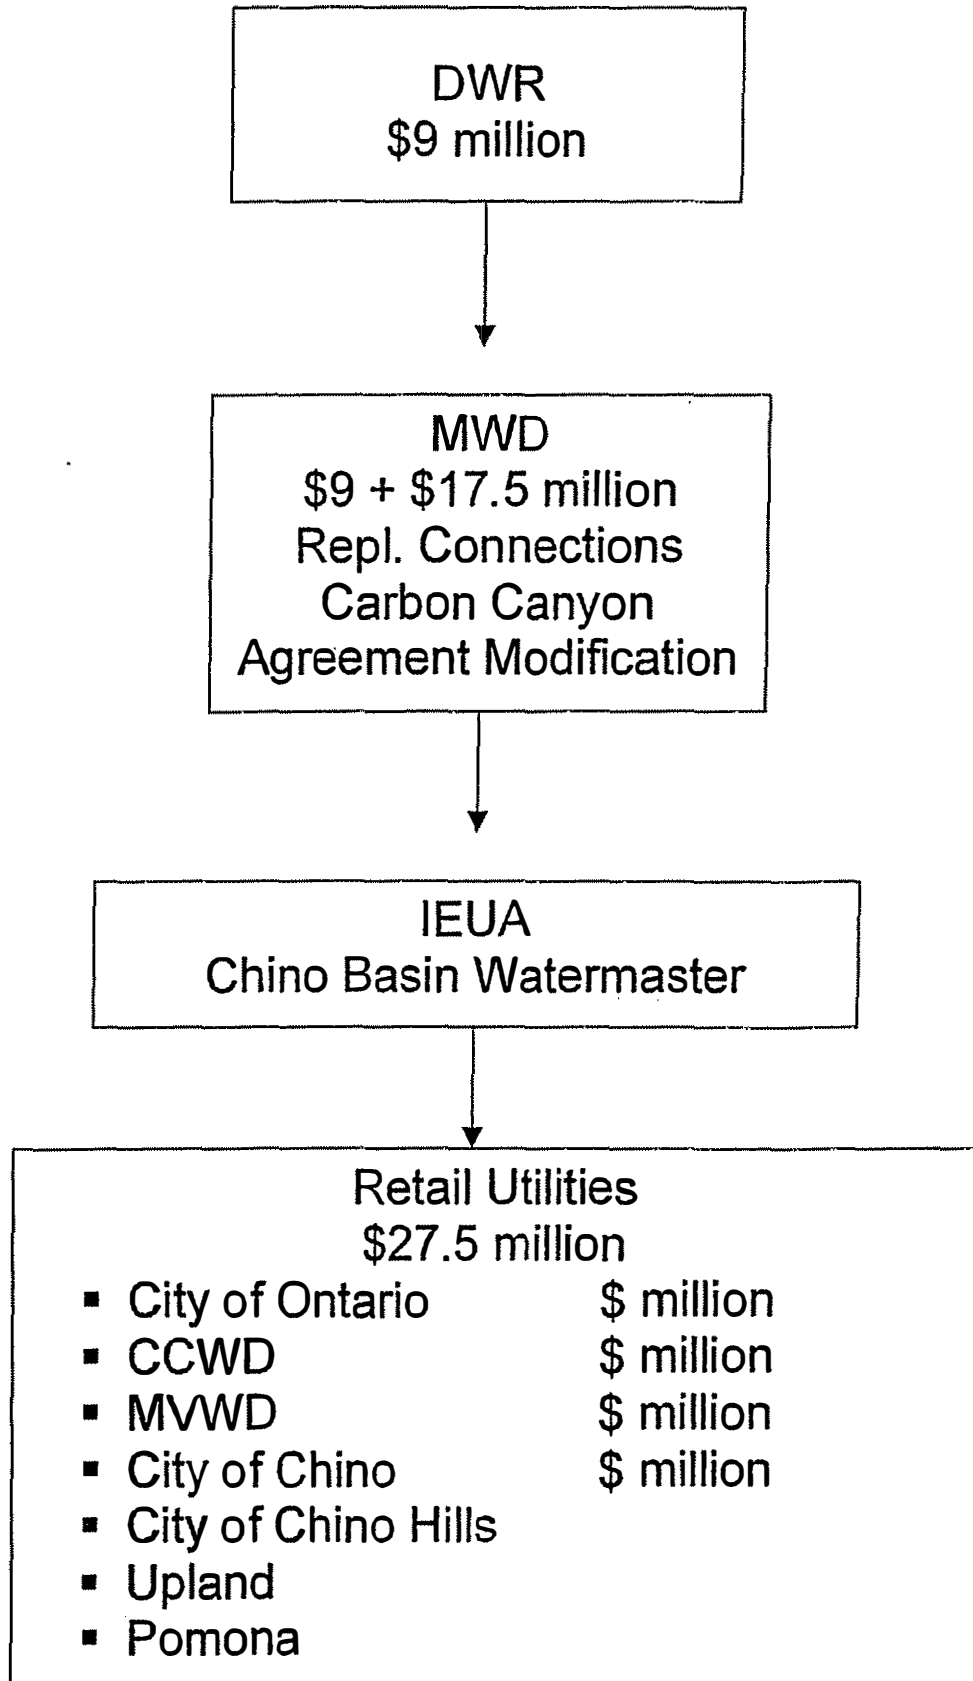 DWR
$9 million
MWD
$9 + $17.5 million
Repl. Connections
Carbon Canyon
Agreement Modification
IEUA
Chino Basin Watermaster
Retail Utilities
$27.5 million
▪ City of Ontario $ million
▪ CCWD $ million
▪ MVWD $ million
▪ City of Chino $ million
▪ City of Chino Hills
▪ Upland
▪ Pomona